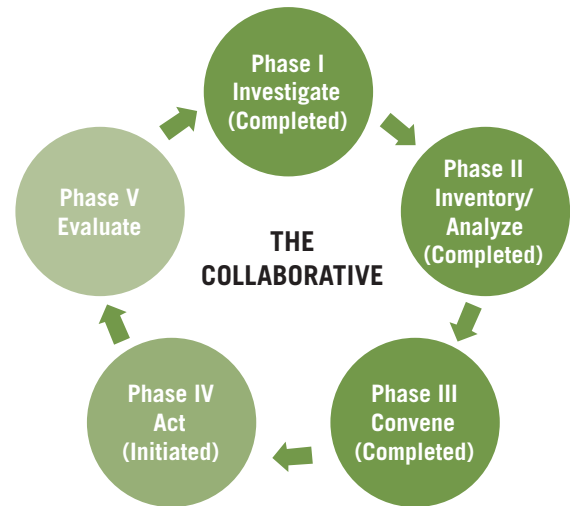 Phase I
Investigate
(Completed)
Phase II
Inventory/
Analyze
(Completed)
Phase III
Convene
(Completed)
Phase IV
Act
(Initiated)
Phase V
Evaluate
THE
COLLABORATIVE